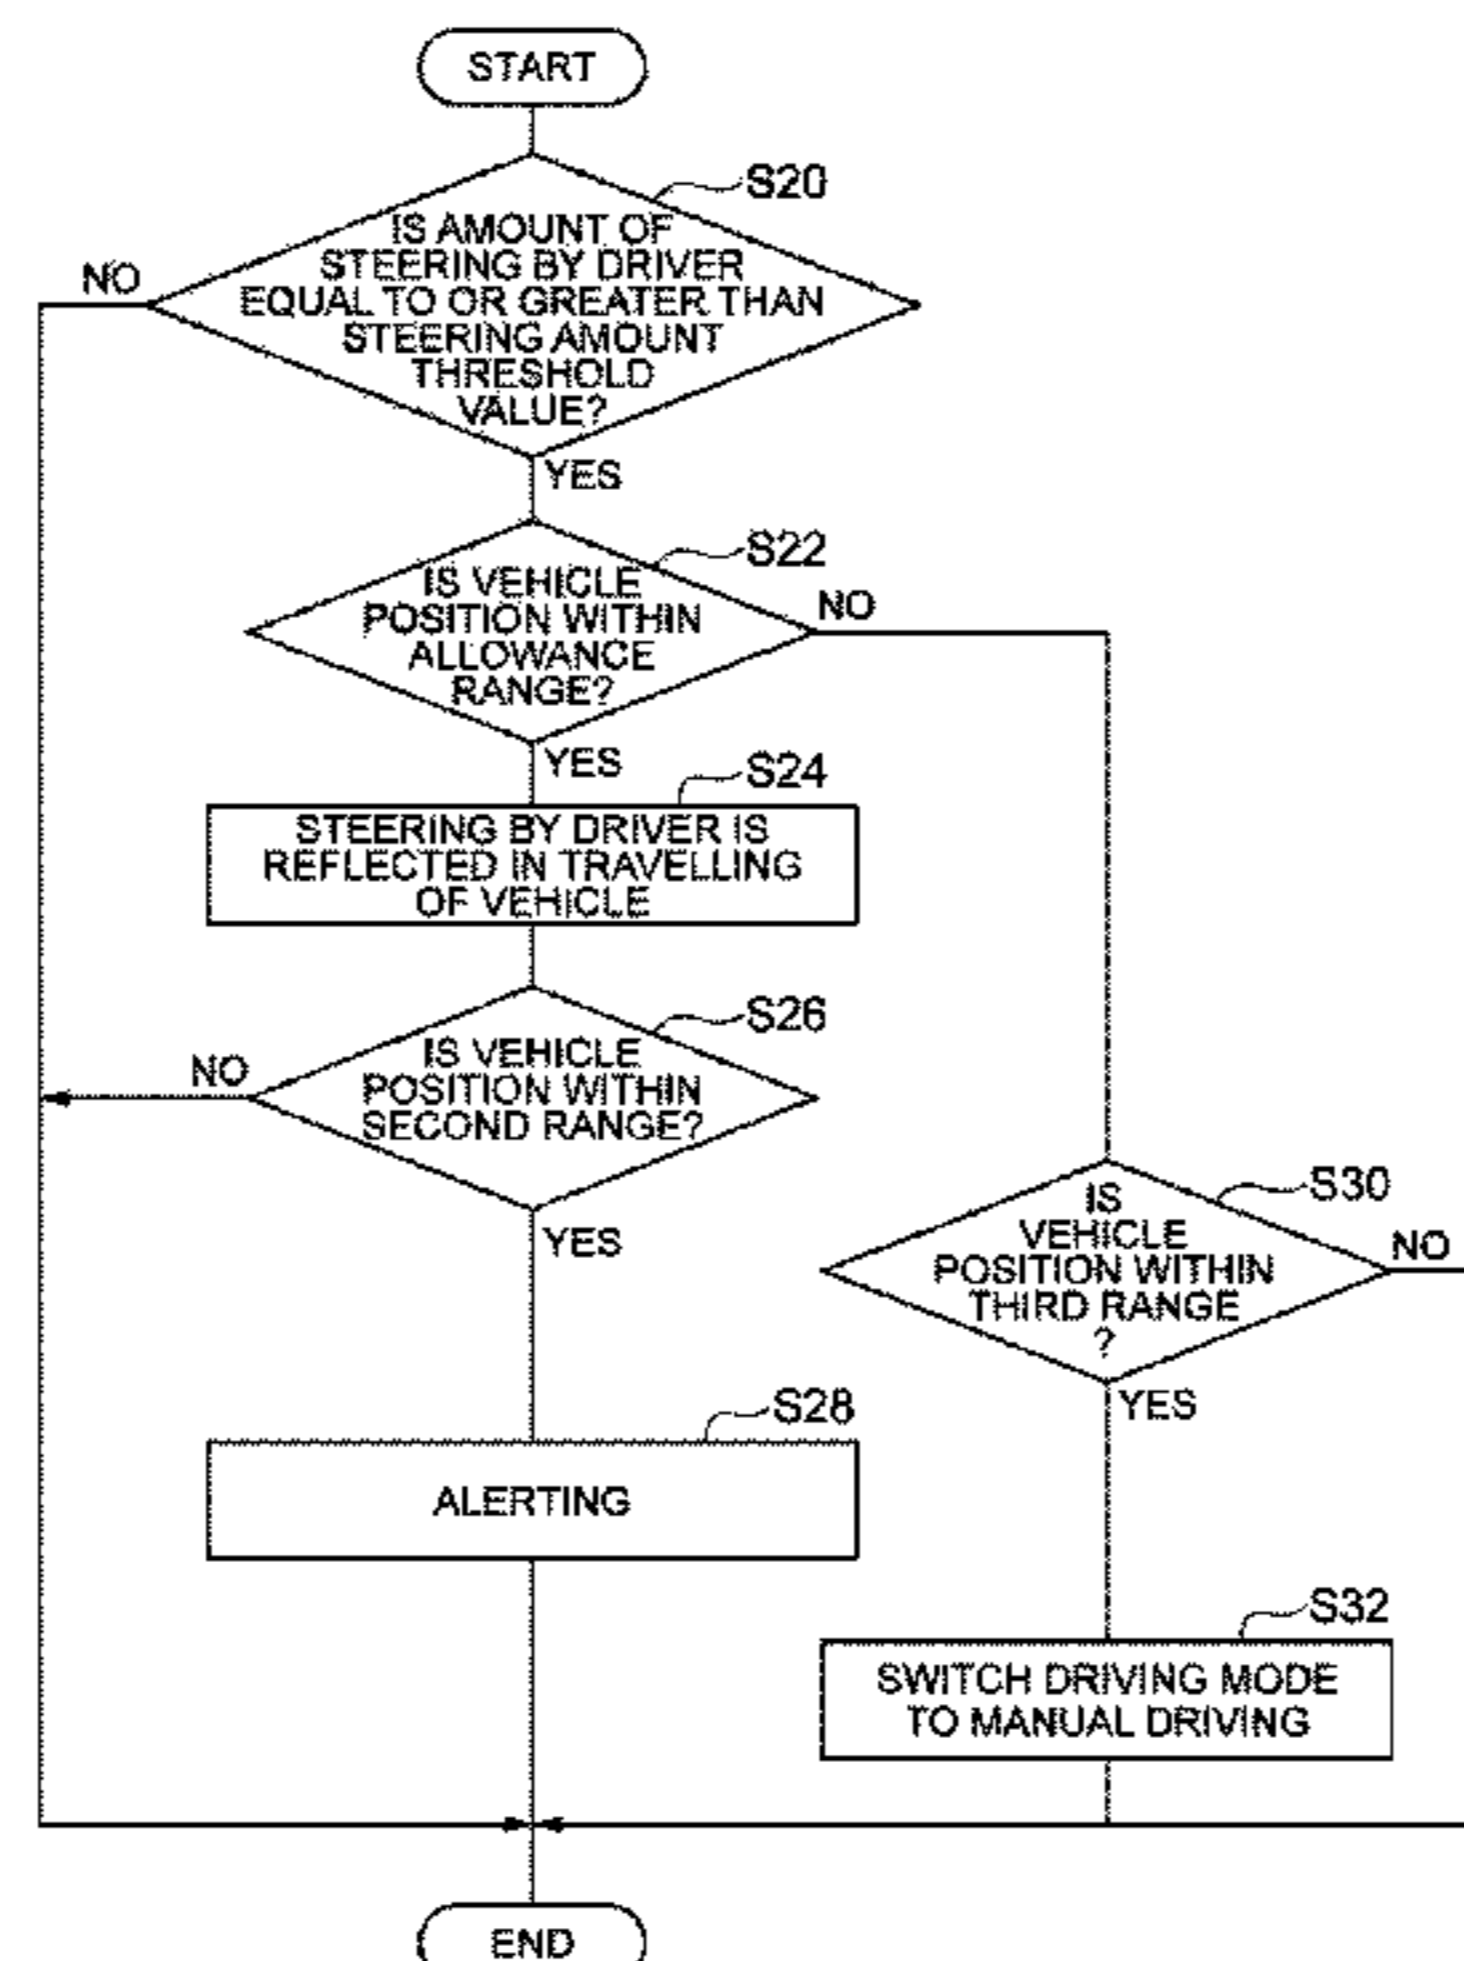 START
S20
IS AMOUNT OF
STEERING BY DRIVER
EQUAL TO OR GREATER THAN
STEERING AMOUNT
THRESHOLD
VALUE?
NO
YES
S22
IS VEHICLE
POSITION WITHIN
ALLOWANCE
RANGE?
NO
YES
S24
STEERING BY DRIVER IS
REFLECTED IN TRAVELLING
OF VEHICLE
S26
IS VEHICLE
POSITION WITHIN
SECOND RANGE?
NO
YES
S30
IS
VEHICLE
POSITION WITHIN
THIRD RANGE
?
NO
YES
S28
ALERTING
S32
SWITCH DRIVING MODE
TO MANUAL DRIVING
END